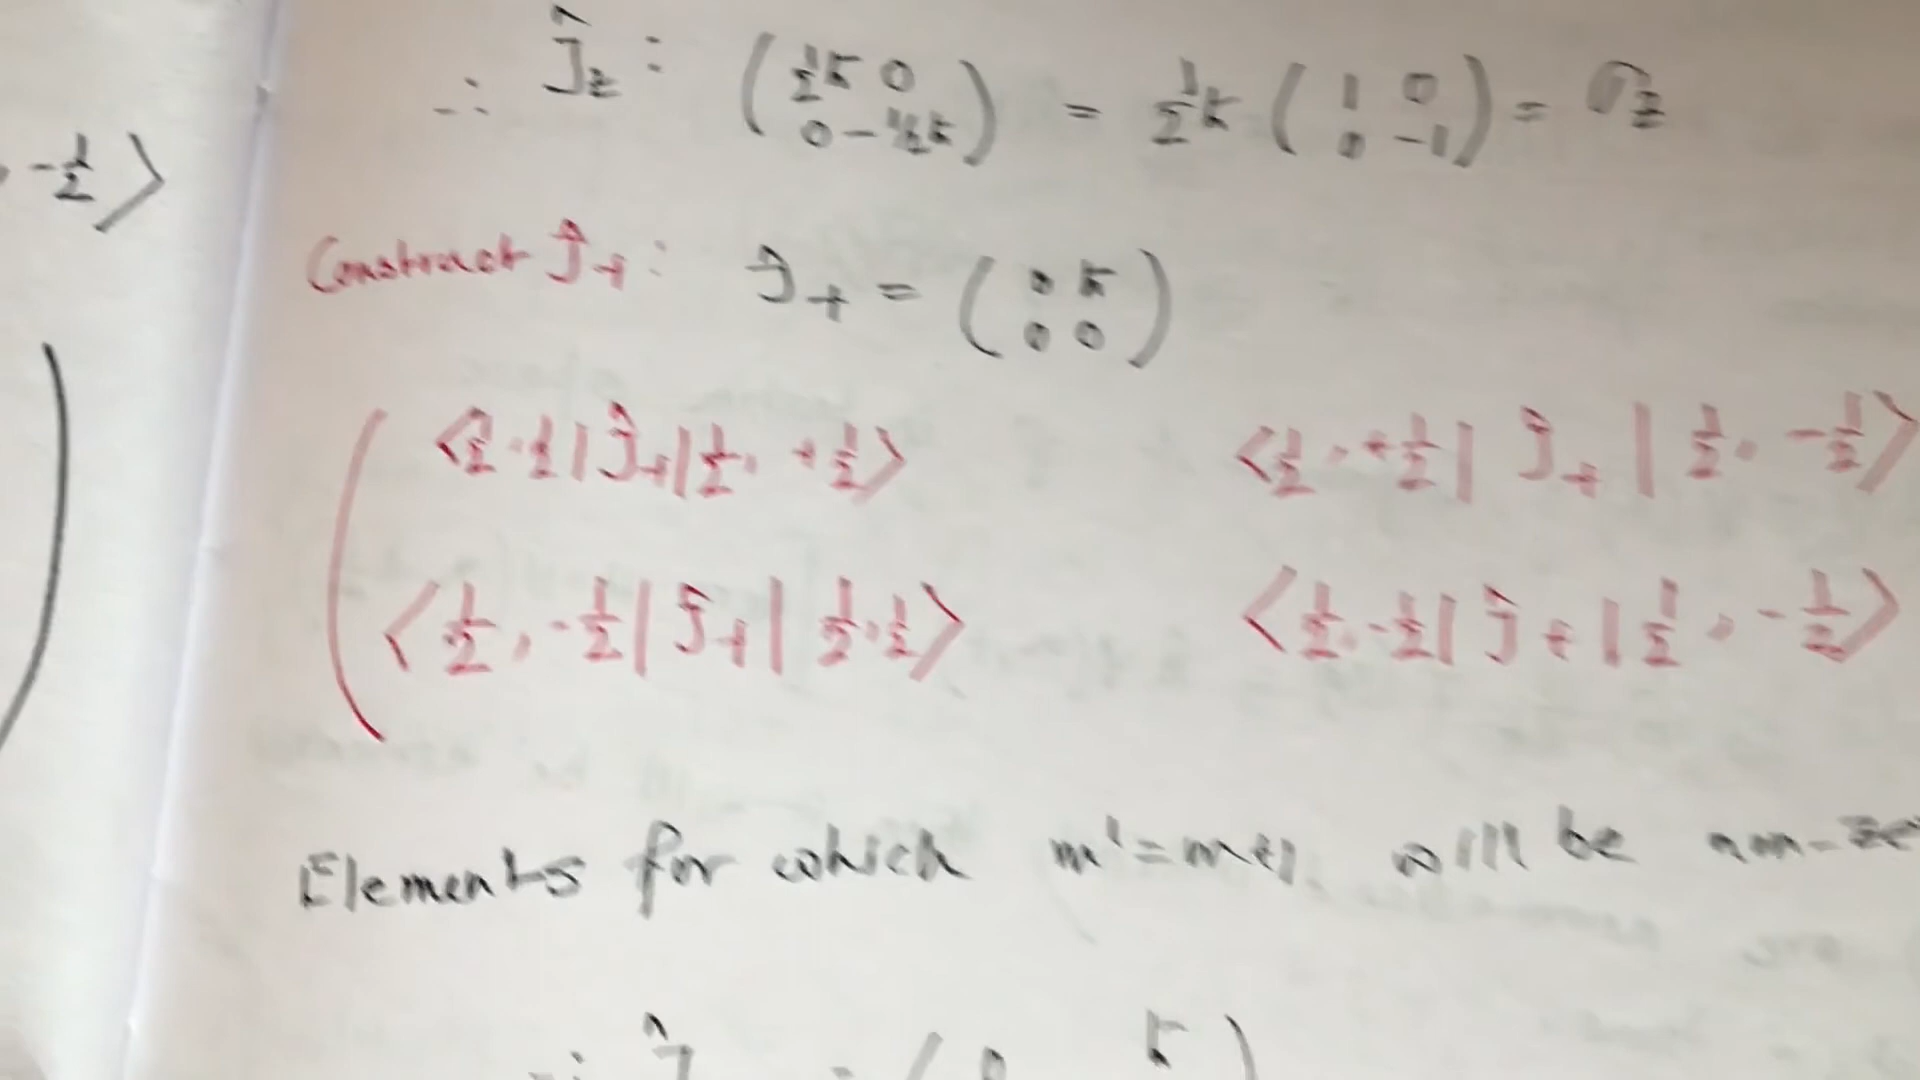 , -1/2⟩
∴ Ĵz : ( ½ħ 0 ; 0 -½ħ ) = ½ħ ( 1 0 ; 0 -1 ) = σz
Construct Ĵ+ : Ĵ+ = ( 0 ħ ; 0 0 )
( ⟨½, ½| Ĵ+ |½, +½⟩ ⟨½, +½| Ĵ+ |½, -½⟩
⟨½, -½| Ĵ+ |½, ½⟩ ⟨½, -½| Ĵ+ |½, -½⟩
Elements for which m' = m+1, will be non-ze
∴ Ĵ = ( 0 ħ )